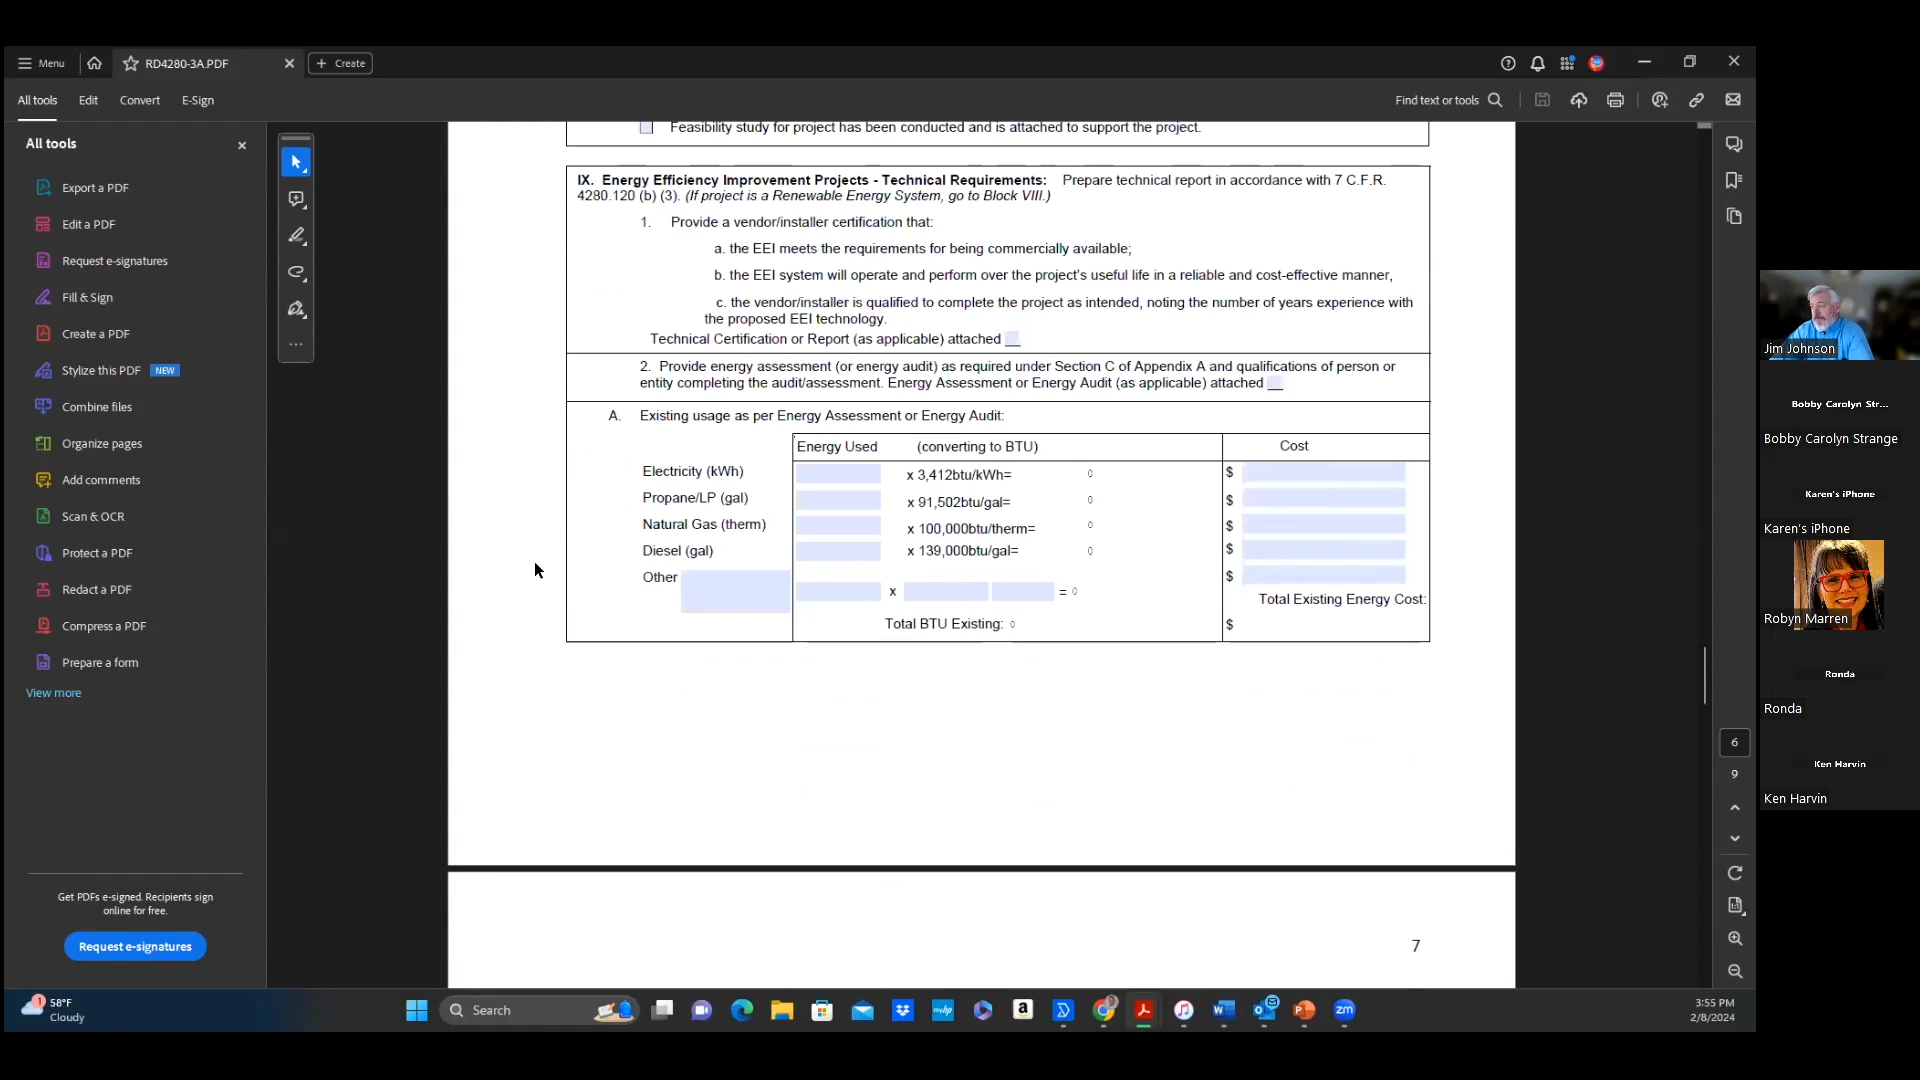 Menu
RD4280-3A.PDF
Create
All tools
Edit
Convert
E-Sign
Find text or tools
All tools
Export a PDF
Edit a PDF
Request e-signatures
Fill & Sign
Create a PDF
Stylize this PDF NEW
Combine files
Organize pages
Add comments
Scan & OCR
Protect a PDF
Redact a PDF
Compress a PDF
Prepare a form
View more
Get PDFs e-signed. Recipients sign
online for free.
Request e-signatures
Feasibility study for project has been conducted and is attached to support the project.
IX. Energy Efficiency Improvement Projects - Technical Requirements: Prepare technical report in accordance with 7 C.F.R.
4280.120 (b) (3). (If project is a Renewable Energy System, go to Block VIII.)
1. Provide a vendor/installer certification that:
a. the EEI meets the requirements for being commercially available;
b. the EEI system will operate and perform over the project's useful life in a reliable and cost-effective manner,
c. the vendor/installer is qualified to complete the project as intended, noting the number of years experience with
the proposed EEI technology.
Technical Certification or Report (as applicable) attached
2. Provide energy assessment (or energy audit) as required under Section C of Appendix A and qualifications of person or
entity completing the audit/assessment. Energy Assessment or Energy Audit (as applicable) attached
A. Existing usage as per Energy Assessment or Energy Audit:
Energy Used (converting to BTU) Cost
Electricity (kWh) x 3,412btu/kWh= 0 $
Propane/LP (gal) x 91,502btu/gal= 0 $
Natural Gas (therm) x 100,000btu/therm= 0 $
Diesel (gal) x 139,000btu/gal= 0 $
Other x = 0 $
Total Existing Energy Cost:
Total BTU Existing: 0 $
7
6
9
Jim Johnson
Bobby Carolyn Str...
Bobby Carolyn Strange
Karen's iPhone
Karen's iPhone
Robyn Marren
Ronda
Ronda
Ken Harvin
Ken Harvin
1
58°F
Cloudy
Search
myhp
a
W
P
zm
3:55 PM
2/8/2024